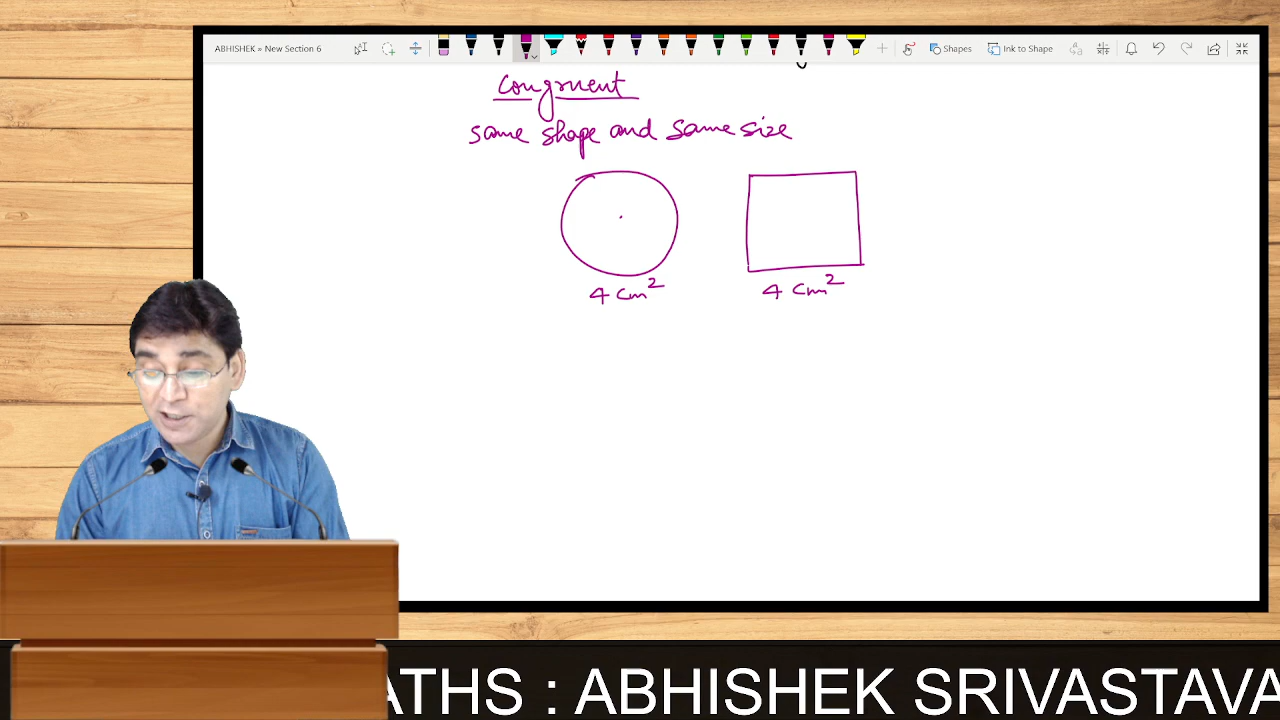 ABHISHEK » New Section 6
Shapes
Ink to Shape
Congruent
same shape and same size
4 cm²
4 cm²
ATHS : ABHISHEK SRIVASTAVA